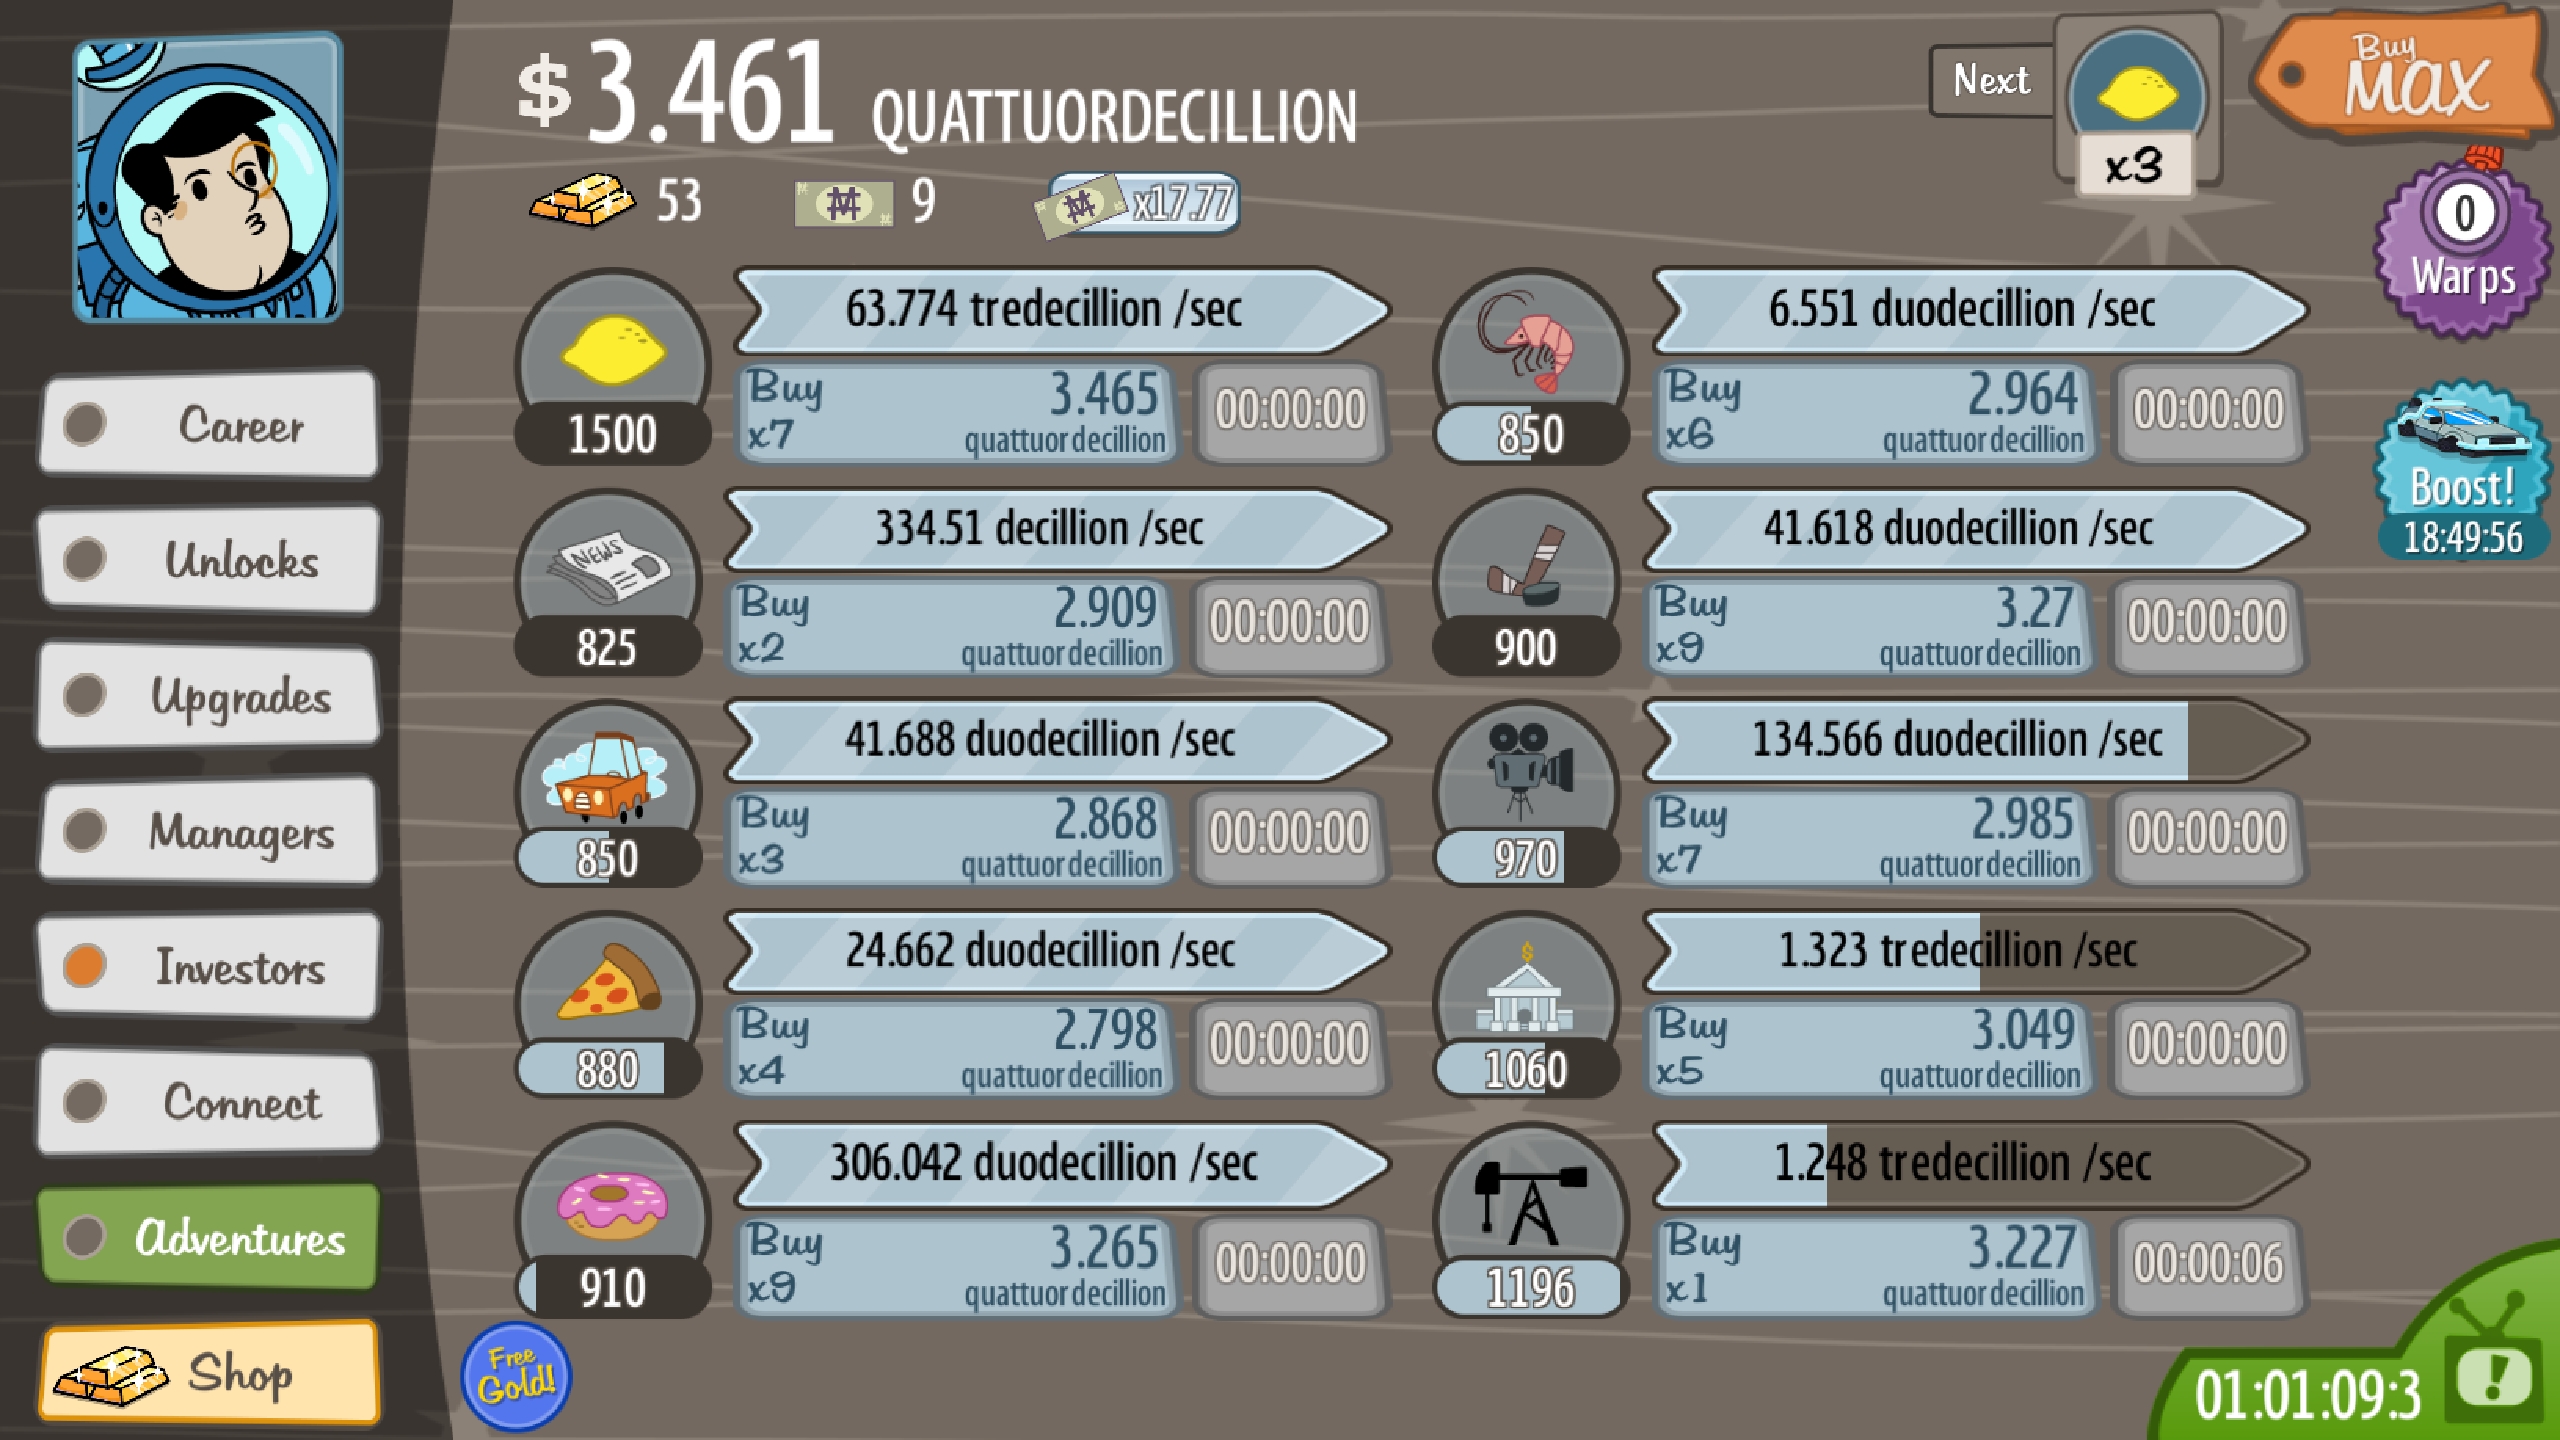 $3.461 QUATTUORDECILLION
Next
x3
Buy
MAX
53
9
x17.77
0
Warps
63.774 tredecillion /sec
Buy 3.465
x7 quattuordecillion
00:00:00
1500
6.551 duodecillion /sec
Buy 2.964
x6 quattuordecillion
00:00:00
850
Career
Boost!
18:49:56
334.51 decillion /sec
NEWS
Buy 2.909
x2 quattuordecillion
00:00:00
825
41.618 duodecillion /sec
Buy 3.27
x9 quattuordecillion
00:00:00
900
Unlocks
Upgrades
41.688 duodecillion /sec
Buy 2.868
x3 quattuordecillion
00:00:00
850
134.566 duodecillion /sec
Buy 2.985
x7 quattuordecillion
00:00:00
970
Managers
Investors
24.662 duodecillion /sec
Buy 2.798
x4 quattuordecillion
00:00:00
880
1.323 tredecillion /sec
Buy 3.049
x5 quattuordecillion
00:00:00
1060
Connect
Adventures
306.042 duodecillion /sec
Buy 3.265
x9 quattuordecillion
00:00:00
910
1.248 tredecillion /sec
Buy 3.227
x1 quattuordecillion
00:00:06
1196
Shop
Free
Gold!
01:01:09:3